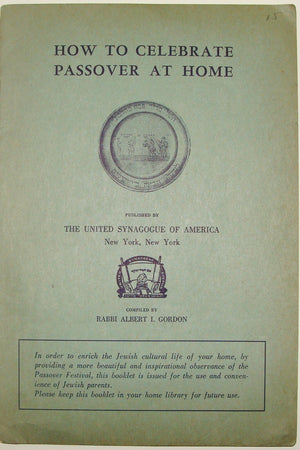 15
HOW TO CELEBRATE
PASSOVER AT HOME
PUBLISHED BY
THE UNITED SYNAGOGUE OF AMERICA
New York, New York
COMPILED BY
RABBI ALBERT I. GORDON
In order to enrich the Jewish cultural life of your home, by
providing a more beautiful and inspirational observance of the
Passover Festival, this booklet is issued for the use and conven-
ience of Jewish parents.
Please keep this booklet in your home library for future use.